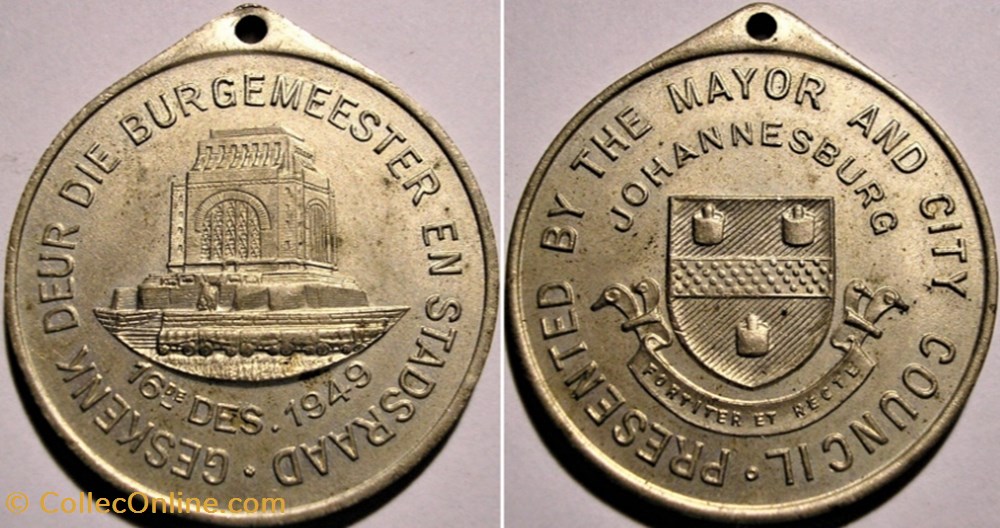 GESKENK DEUR DIE BURGEMEESTER EN STADSRAAD ·
16DE DES. 1949
PRESENTED BY THE MAYOR AND CITY COUNCIL ·
JOHANNESBURG
FORTITER ET RECTE
© CollecOnline.com